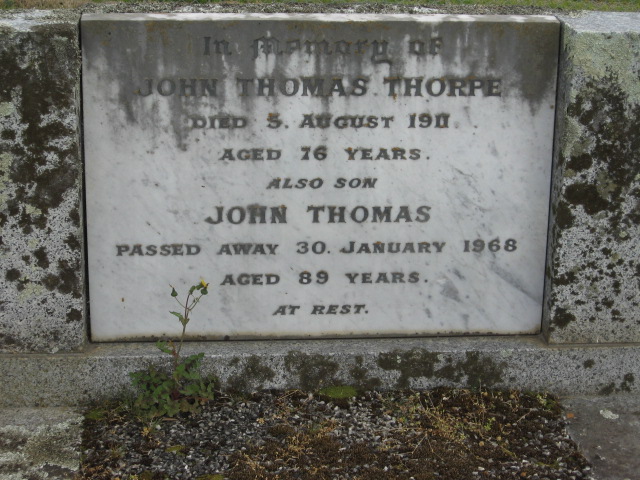 In Memory of
JOHN THOMAS THORPE
DIED 5. AUGUST 1911
AGED 76 YEARS.
ALSO SON
JOHN THOMAS
PASSED AWAY 30. JANUARY 1968
AGED 89 YEARS.
AT REST.